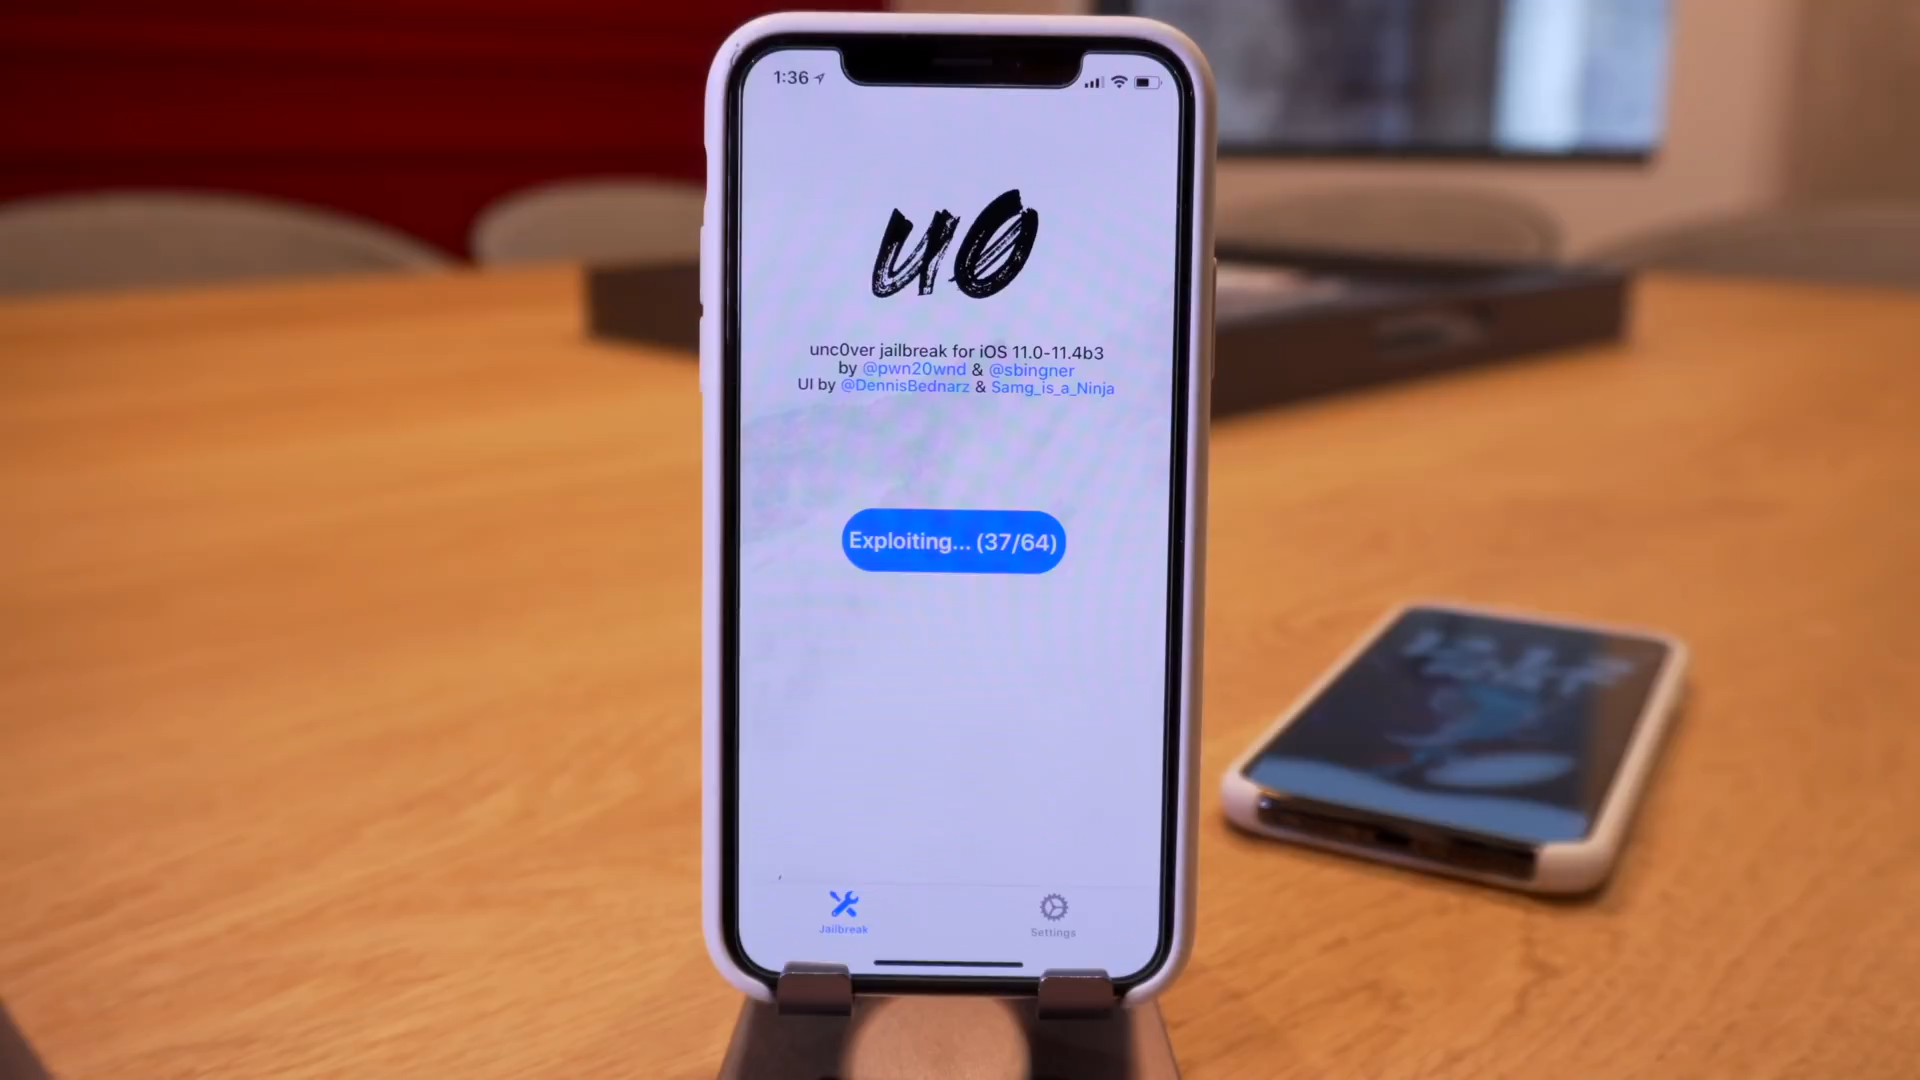 1:36
u0
unc0ver jailbreak for iOS 11.0-11.4b3
by @pwn20wnd & @sbingner
UI by @DennisBednarz & Samg_is_a_Ninja
Exploiting... (37/64)
Jailbreak
Settings